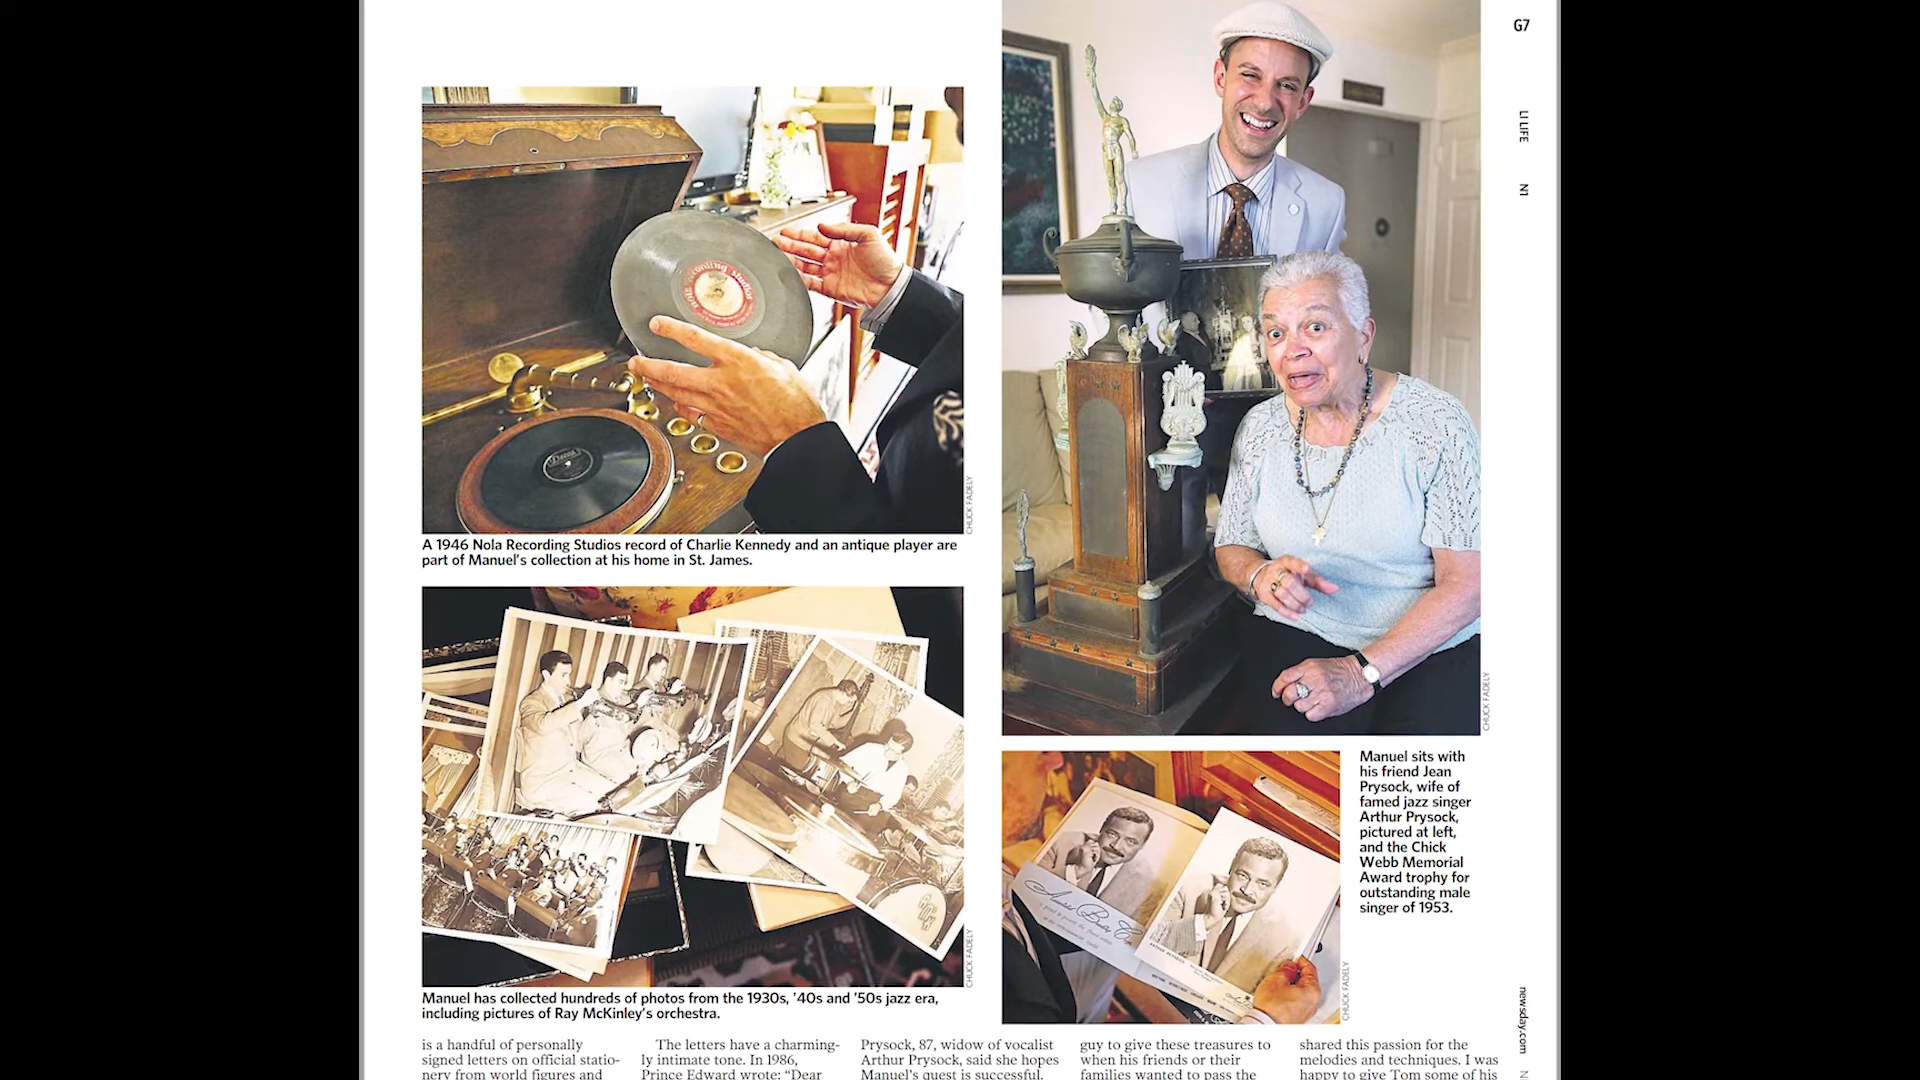 G7
LI LIFE
N1
Recording Studios
Decca
CHUCK FADELY
A 1946 Nola Recording Studios record of Charlie Kennedy and an antique player are
part of Manuel's collection at his home in St. James.
CHUCK FADELY
Manuel has collected hundreds of photos from the 1930s, '40s and '50s jazz era,
including pictures of Ray McKinley's orchestra.
CHUCK FADELY
Manuel sits with
his friend Jean
Prysock, wife of
famed jazz singer
Arthur Prysock,
pictured at left,
and the Chick
Webb Memorial
Award trophy for
outstanding male
singer of 1953.
CHUCK FADELY
newsday.com
is a handful of personally
signed letters on official statio-
nery from world figures and
The letters have a charming-
ly intimate tone. In 1986,
Prince Edward wrote: “Dear
Prysock, 87, widow of vocalist
Arthur Prysock, said she hopes
Manuel's quest is successful.
guy to give these treasures to
when his friends or their
families wanted to pass the
shared this passion for the
melodies and techniques. I was
happy to give Tom some of his